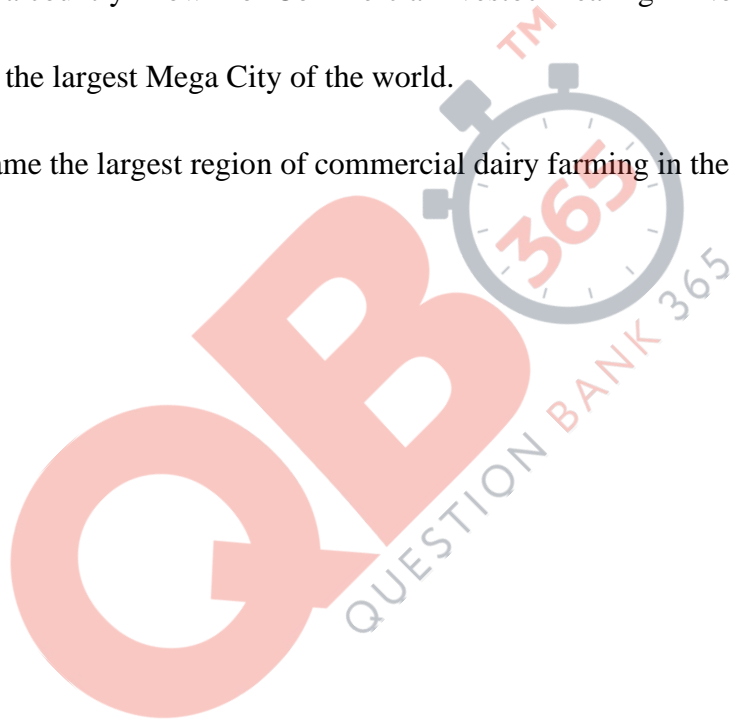 the largest Mega City of the world.
ame the largest region of commercial dairy farming in the
QB
365
TM
QUESTION BANK 365